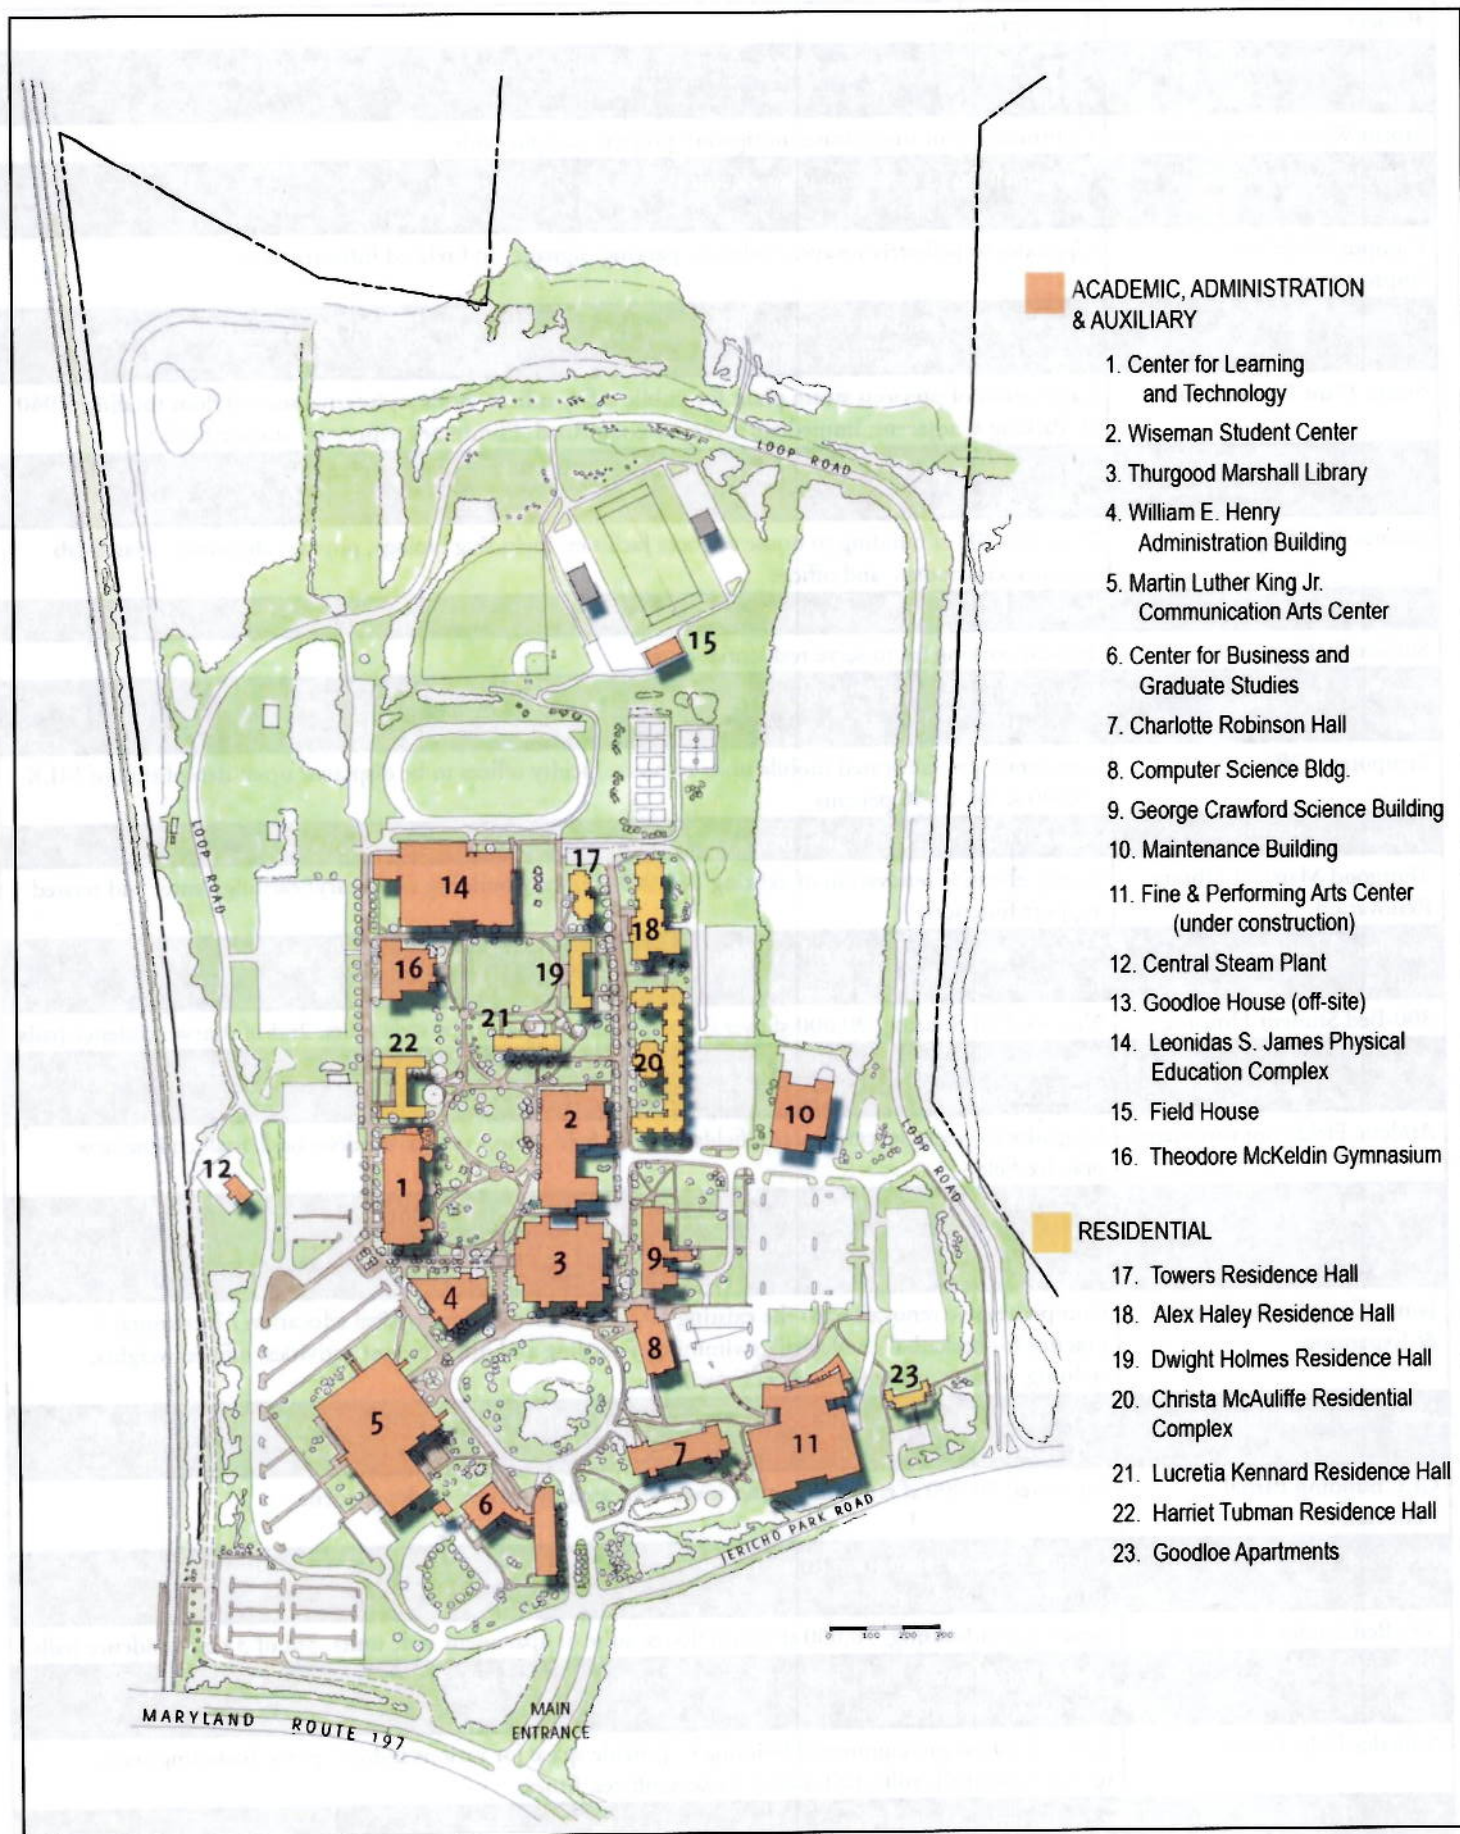 ACADEMIC, ADMINISTRATION
& AUXILIARY
1. Center for Learning
and Technology
2. Wiseman Student Center
3. Thurgood Marshall Library
4. William E. Henry
Administration Building
5. Martin Luther King Jr.
Communication Arts Center
6. Center for Business and
Graduate Studies
7. Charlotte Robinson Hall
8. Computer Science Bldg.
9. George Crawford Science Building
10. Maintenance Building
11. Fine & Performing Arts Center
(under construction)
12. Central Steam Plant
13. Goodloe House (off-site)
14. Leonidas S. James Physical
Education Complex
15. Field House
16. Theodore McKeldin Gymnasium
RESIDENTIAL
17. Towers Residence Hall
18. Alex Haley Residence Hall
19. Dwight Holmes Residence Hall
20. Christa McAuliffe Residential
Complex
21. Lucretia Kennard Residence Hall
22. Harriet Tubman Residence Hall
23. Goodloe Apartments
LOOP ROAD
15
LOOP ROAD
14
17
18
16
19
21
22
20
2
10
12
1
LOOP ROAD
3
9
4
8
5
23
7
11
6
JERICHO PARK ROAD
0 100 200 300
MAIN
ENTRANCE
MARYLAND ROUTE 197